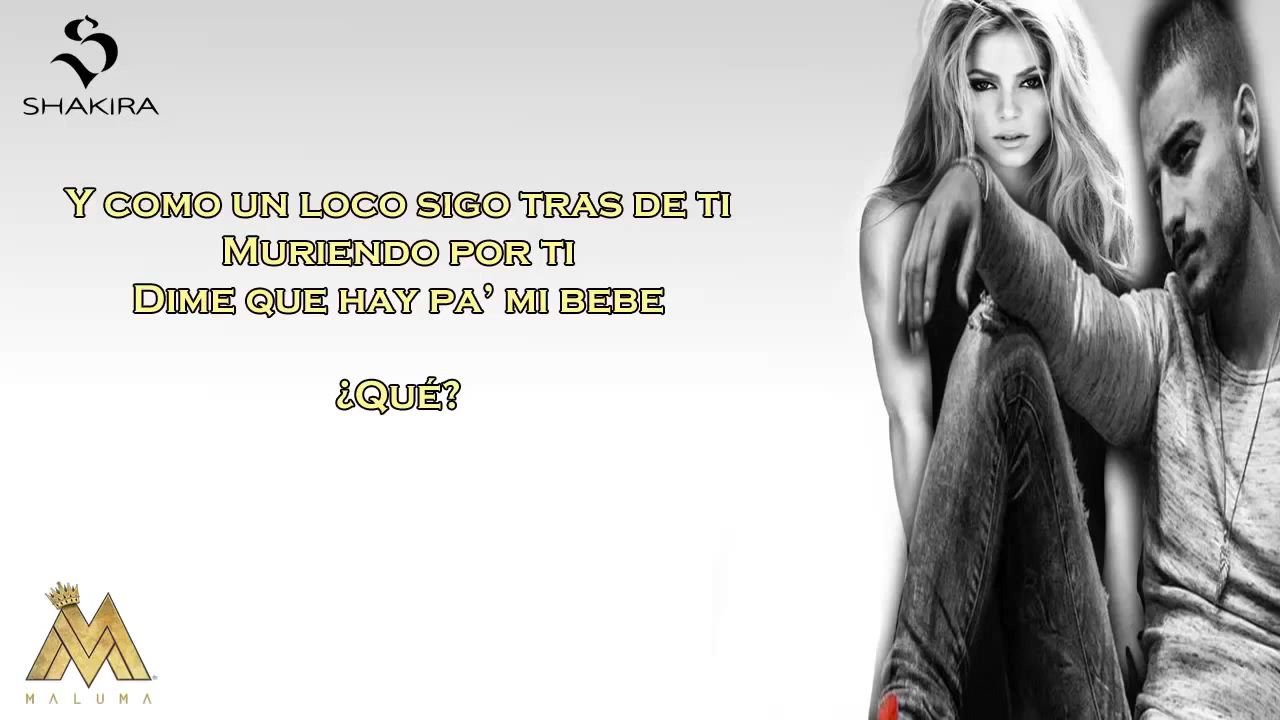 SHAKIRA
Y COMO UN LOCO SIGO TRAS DE TI
MURIENDO POR TI
DIME QUE HAY PA’ MI BEBE
¿QUÉ?
MALUMA